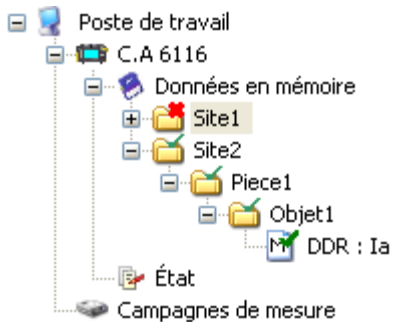 Poste de travail
C.A 6116
Données en mémoire
Site1
Site2
Piece1
Objet1
DDR : Ia
État
Campagnes de mesure